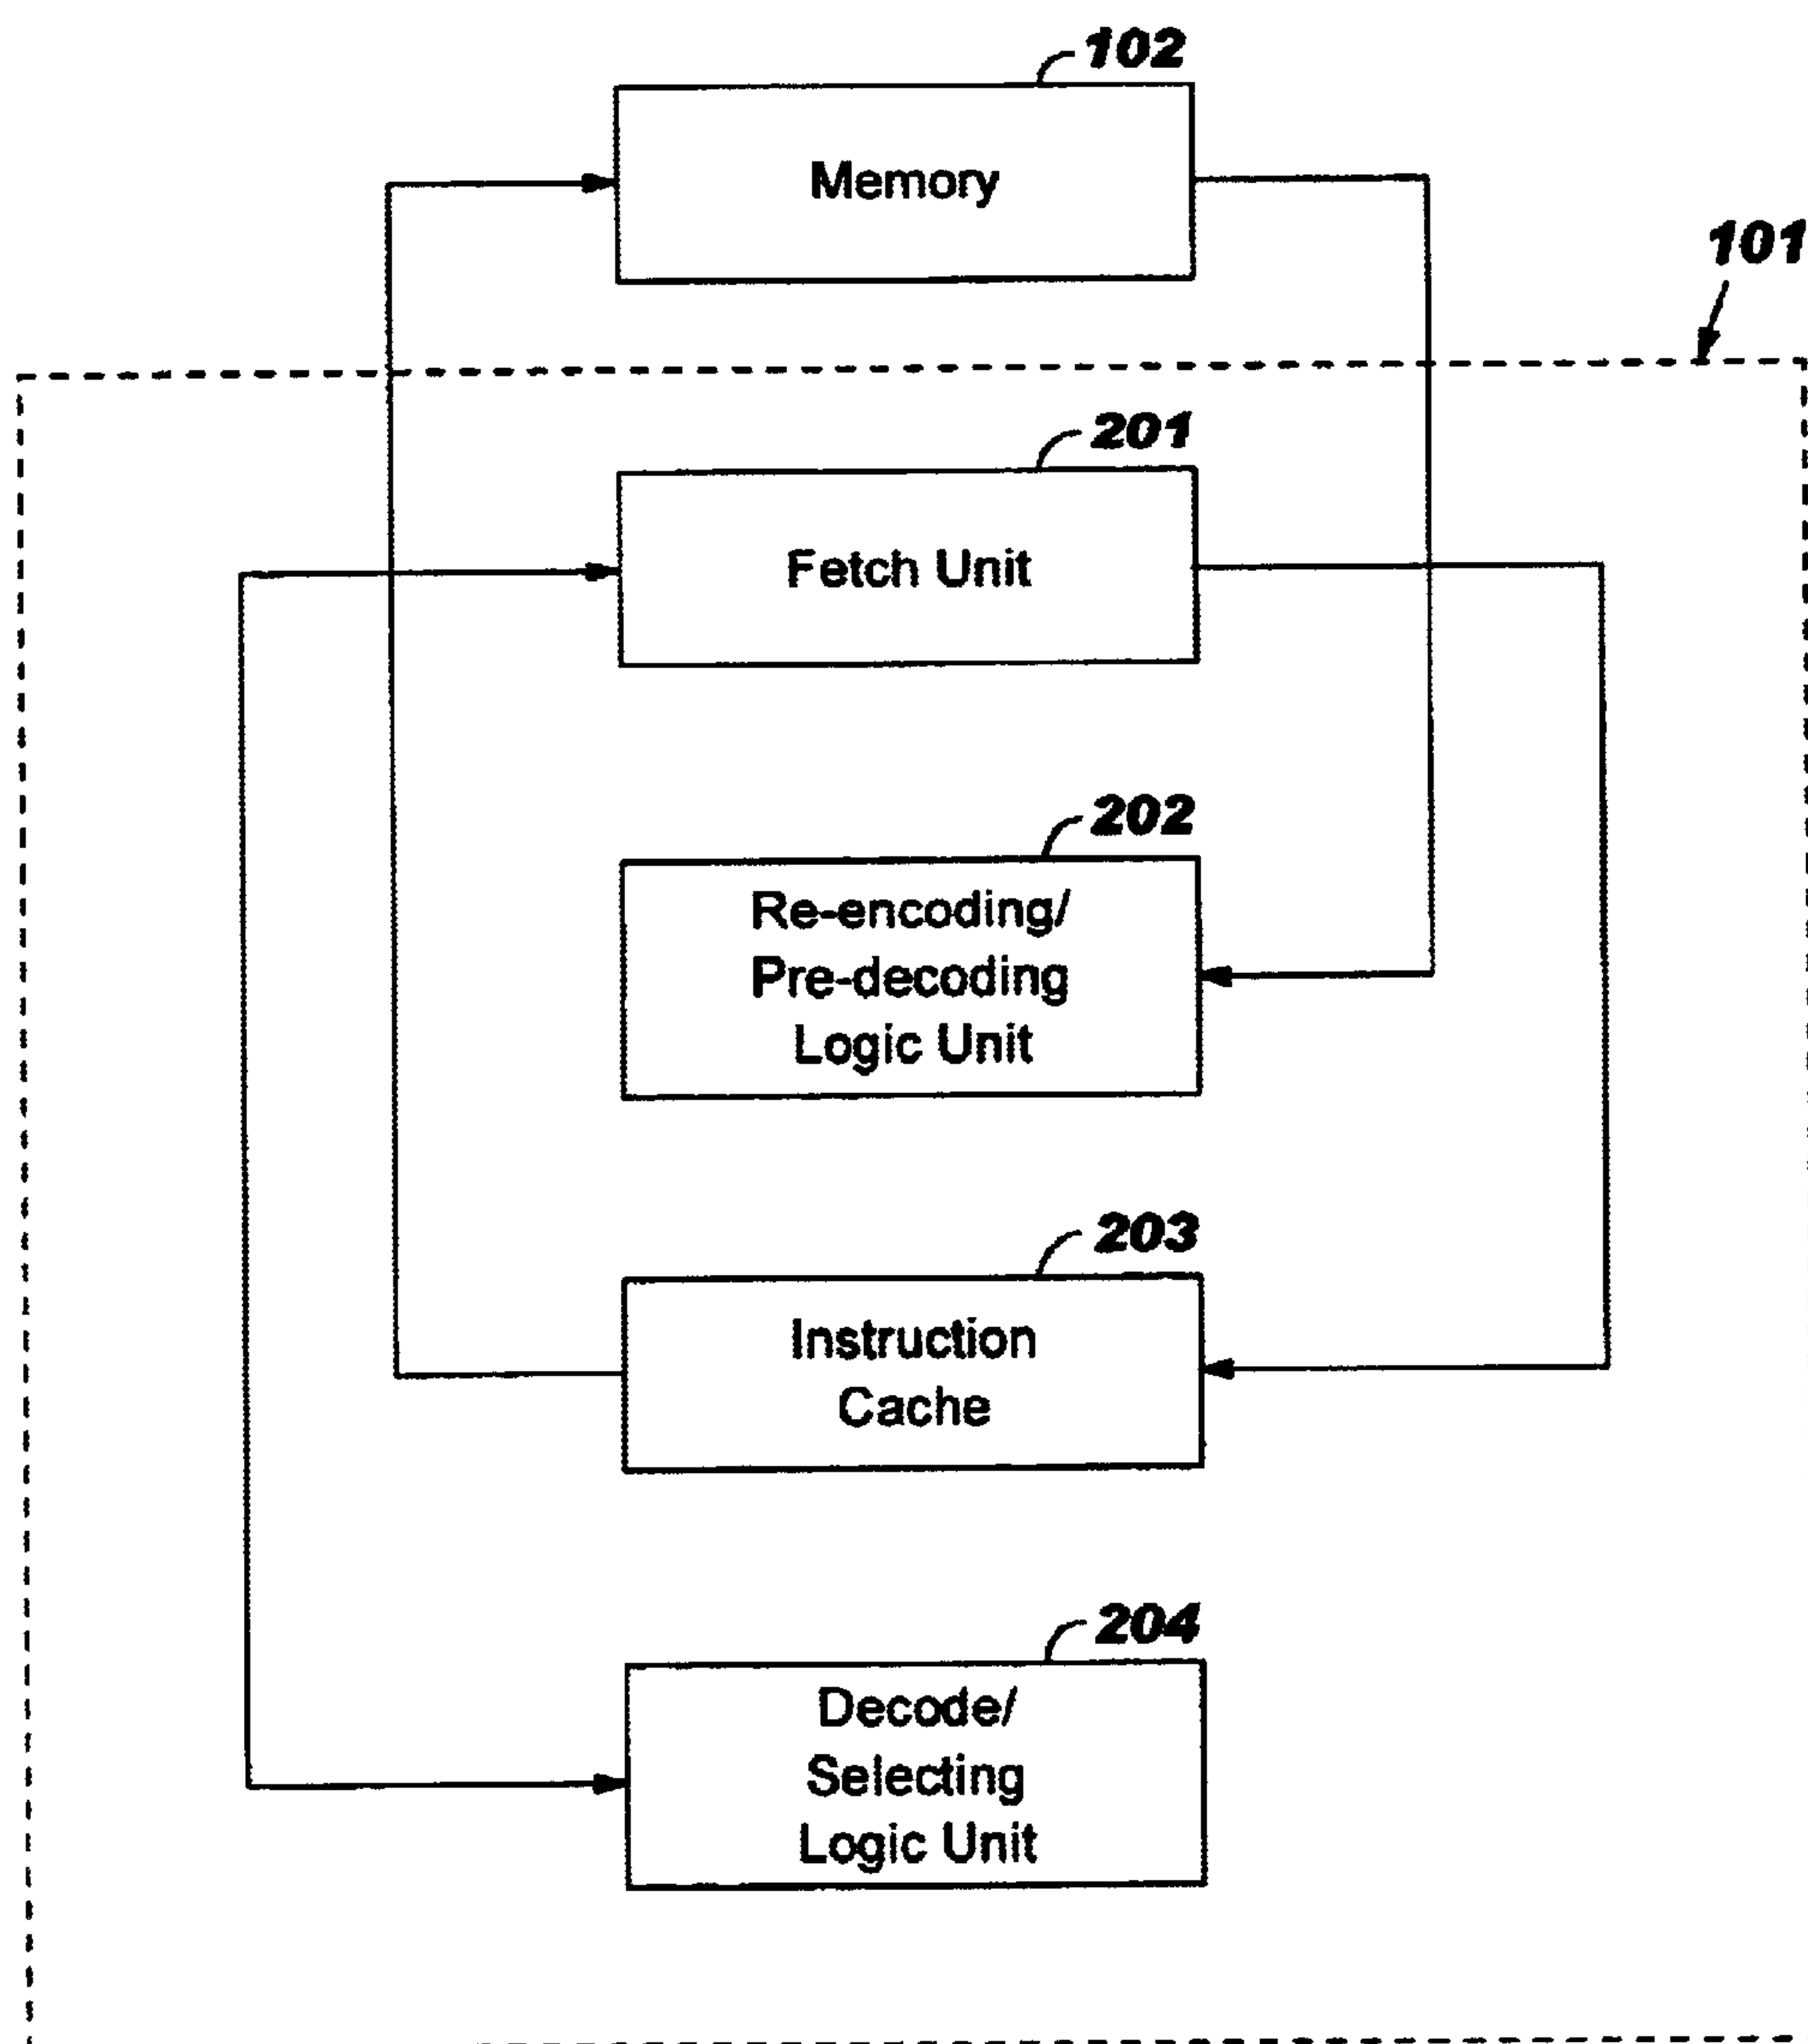 102
Memory
101
201
Fetch Unit
202
Re-encoding/
Pre-decoding
Logic Unit
203
Instruction
Cache
204
Decode/
Selecting
Logic Unit